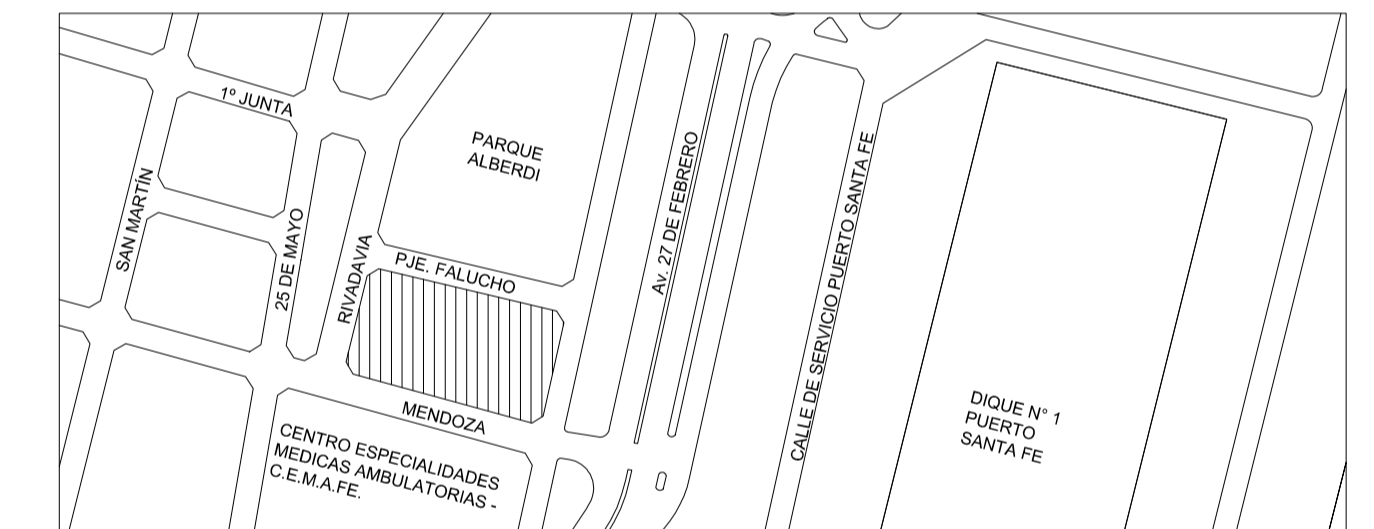 1º JUNTA
PARQUE
ALBERDI
SAN MARTÍN
25 DE MAYO
RIVADAVIA
PJE. FALUCHO
Av. 27 DE FEBRERO
CALLE DE SERVICIO PUERTO SANTA FE
MENDOZA
DIQUE N° 1
PUERTO
SANTA FE
CENTRO ESPECIALIDADES
MEDICAS AMBULATORIAS -
C.E.M.A.FE.